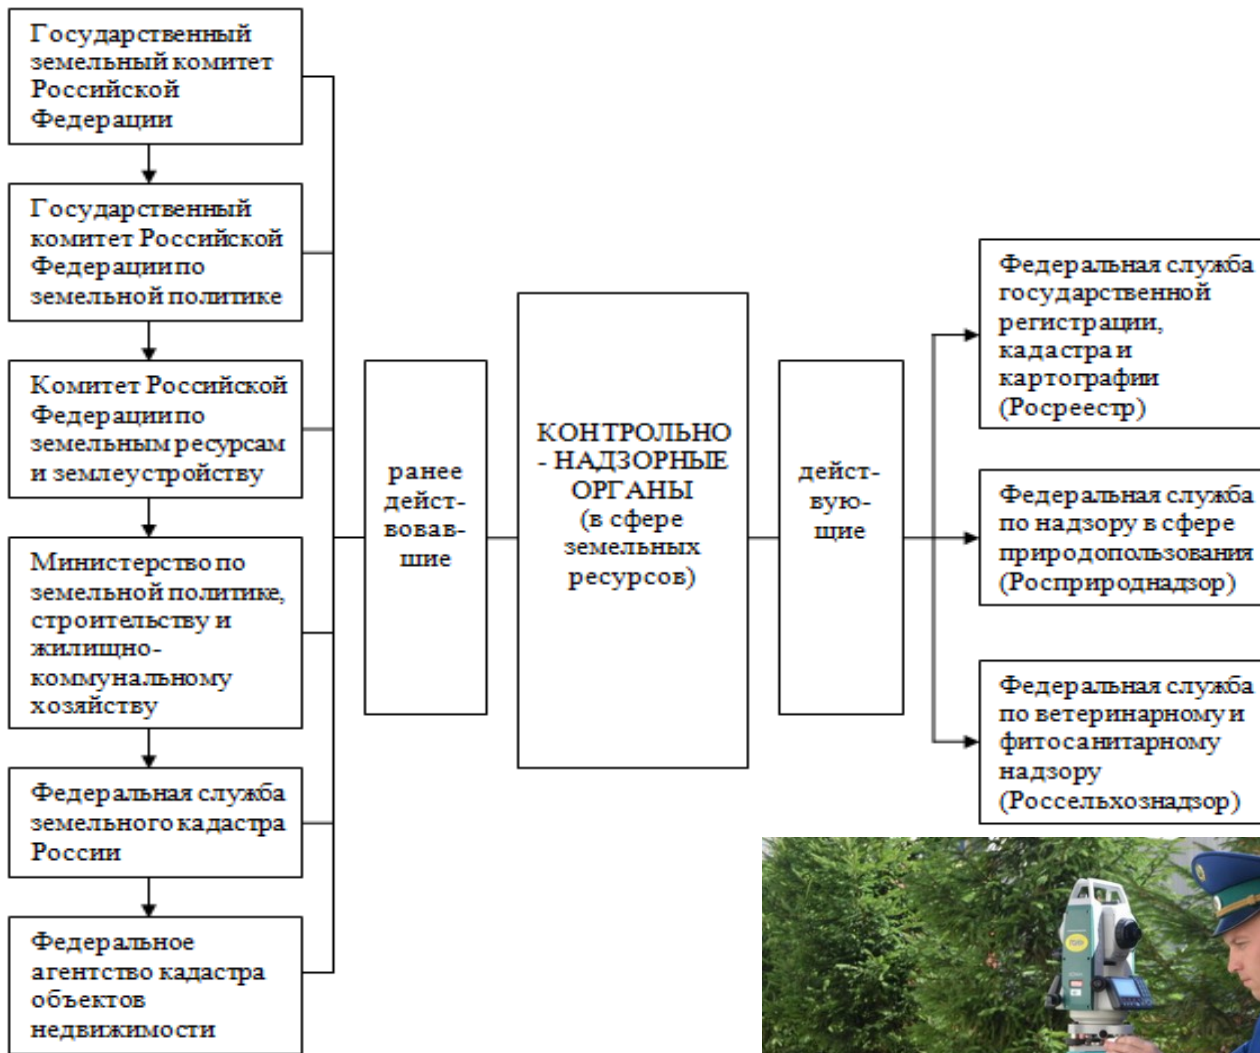 Государственный
земельный комитет
Российской
Федерации
Государственный
комитет Российской
Федерации по
земельной политике
Комитет Российской
Федерации по
земельным ресурсам
и землеустройству
Министерство по
земельной политике,
строительству и
жилищно-
коммунальному
хозяйству
Федеральная служба
земельного кадастра
России
Федеральное
агентство кадастра
объектов
недвижимости
ранее
дейст-
вовав-
шие
КОНТРОЛЬНО
- НАДЗОРНЫЕ
ОРГАНЫ
(в сфере
земельных
ресурсов)
дейст-
вую-
щие
Федеральная служба
государственной
регистрации,
кадастра и
картографии
(Росреестр)
Федеральная служба
по надзору в сфере
природопользования
(Росприроднадзор)
Федеральная служба
по ветеринарному и
фитосанитарному
надзору
(Россельхознадзор)